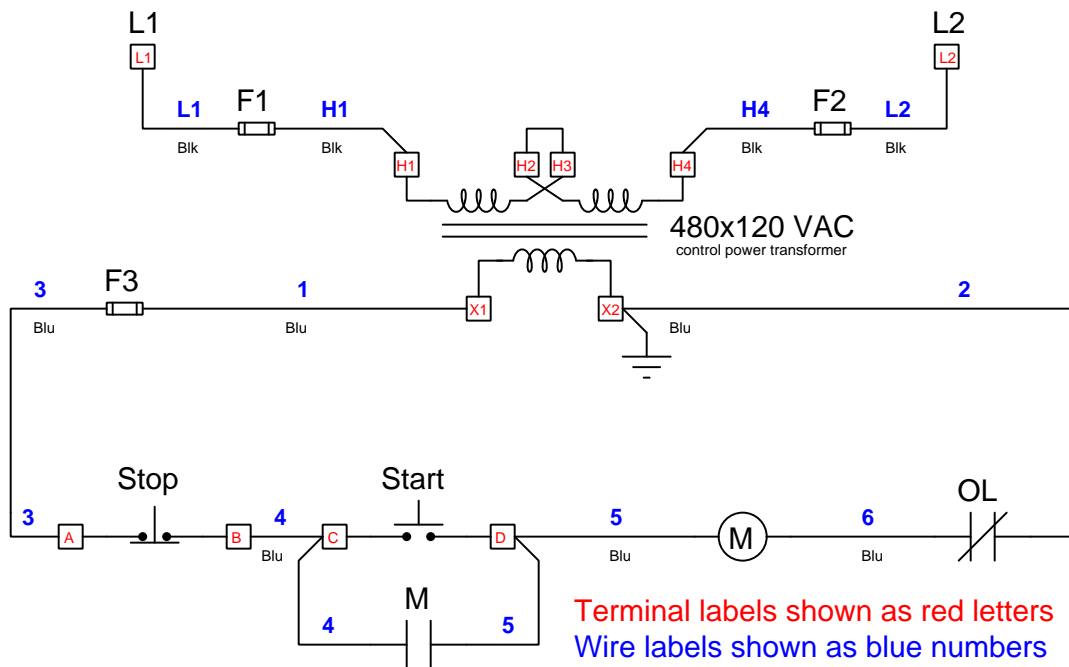 L1
L2
L1
L2
L1
F1
H1
H4
F2
L2
Blk
Blk
Blk
Blk
H1
H2
H3
H4
480x120 VAC
control power transformer
3
F3
1
2
X1
X2
Blu
Blu
Blu
Stop
Start
OL
3
4
5
6
A
B
C
D
M
Blu
Blu
Blu
M
4
5
Terminal labels shown as red letters
Wire labels shown as blue numbers